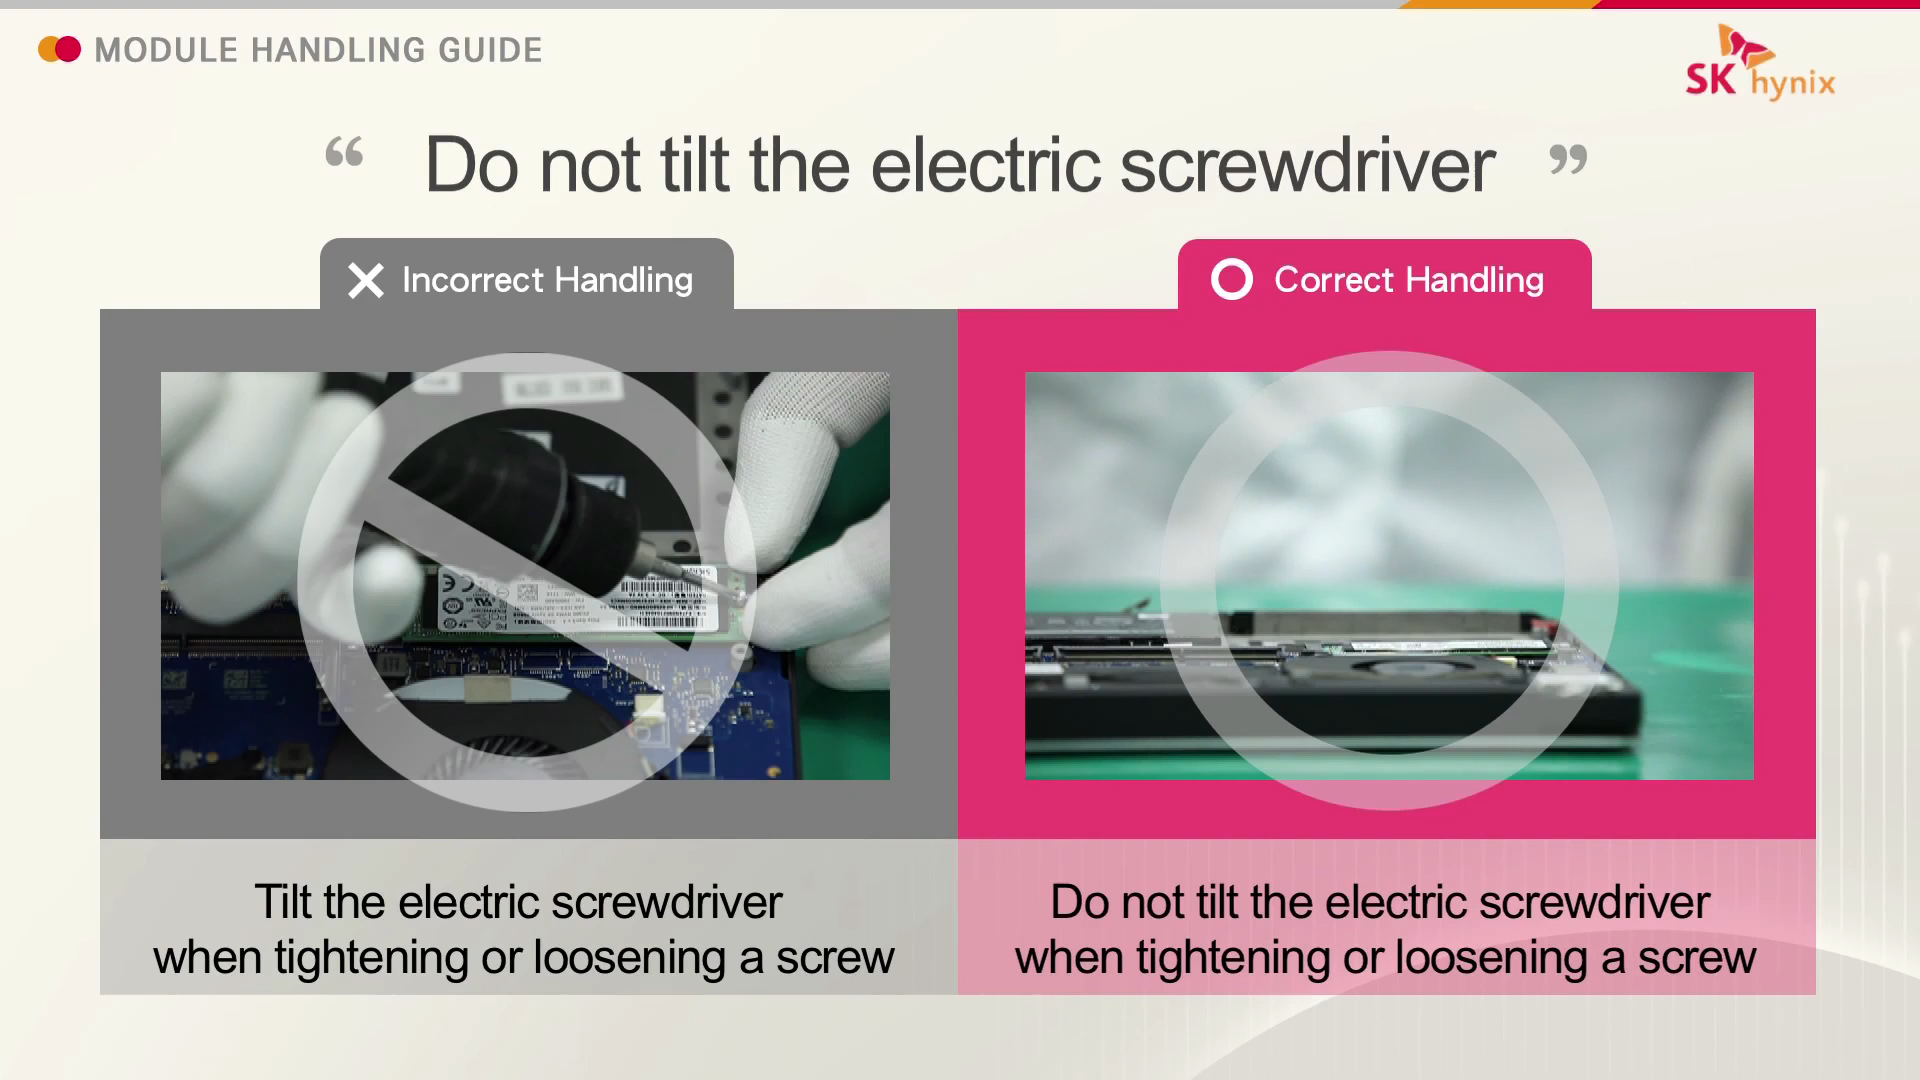 MODULE HANDLING GUIDE
SK hynix
“ Do not tilt the electric screwdriver ”
Incorrect Handling
Correct Handling
Tilt the electric screwdriver
when tightening or loosening a screw
Do not tilt the electric screwdriver
when tightening or loosening a screw